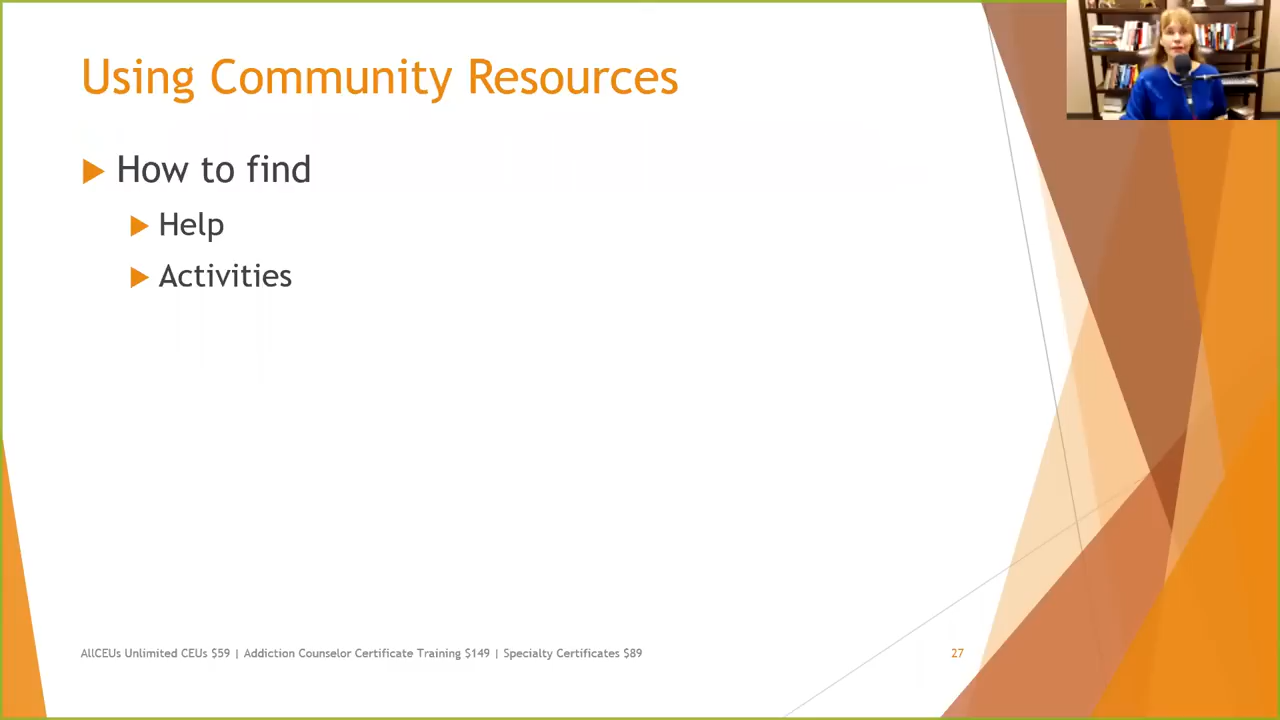 Using Community Resources
How to find
Help
Activities
AllCEUs Unlimited CEUs $59 | Addiction Counselor Certificate Training $149 | Specialty Certificates $89
27